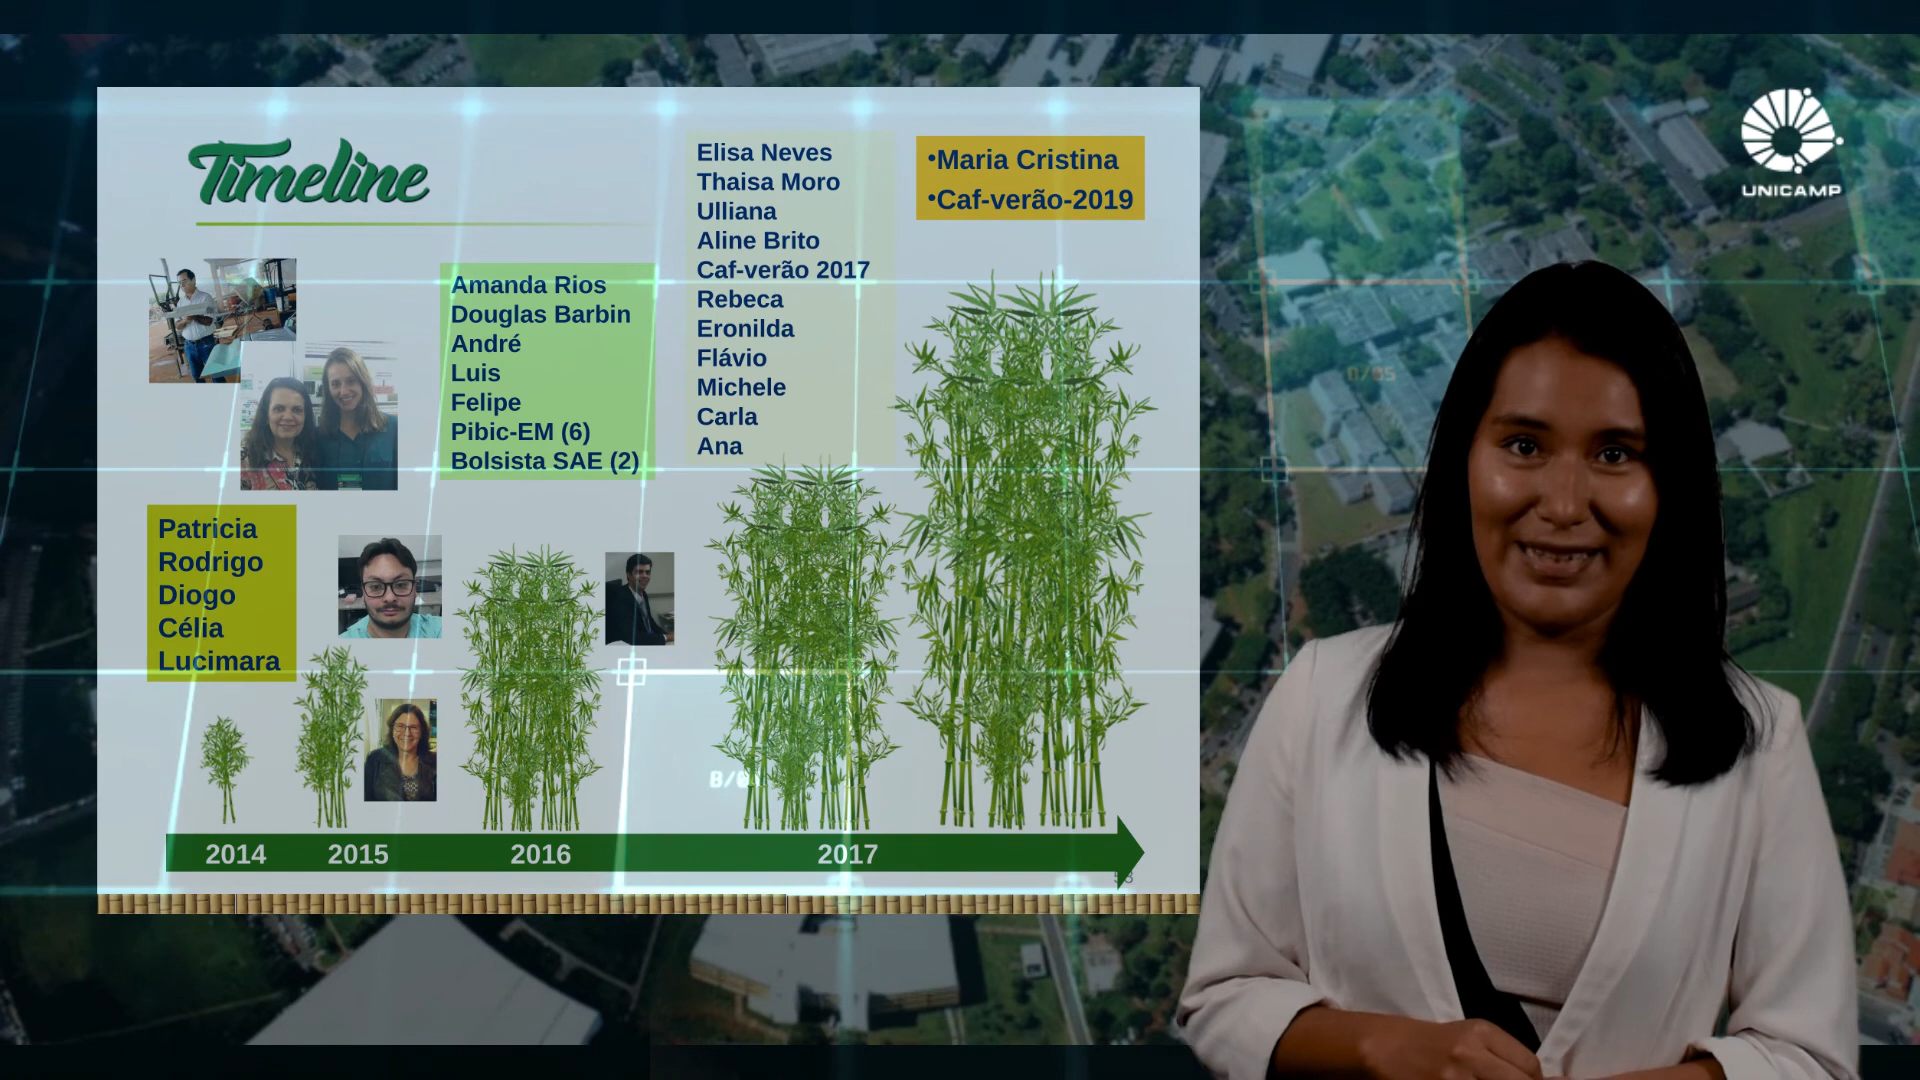 Timeline
Elisa Neves
Thaisa Moro
Ulliana
Aline Brito
Caf-verão 2017
Rebeca
Eronilda
Flávio
Michele
Carla
Ana
•Maria Cristina
•Caf-verão-2019
UNICAMP
Amanda Rios
Douglas Barbin
André
Luis
Felipe
Pibic-EM (6)
Bolsista SAE (2)
Patricia
Rodrigo
Diogo
Célia
Lucimara
2014 2015 2016 2017